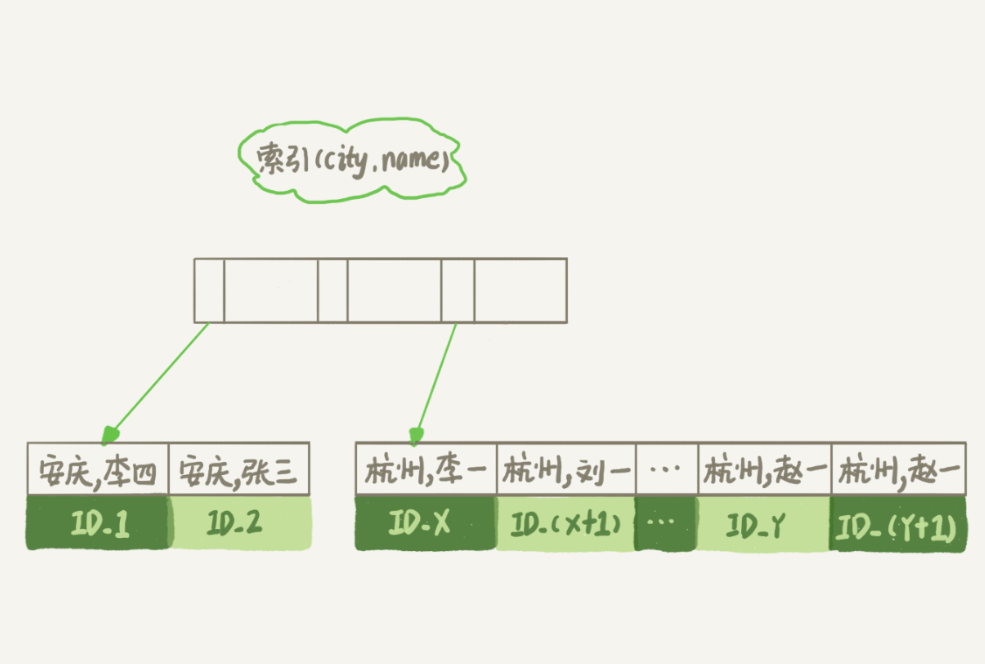 索引(city,name)
安庆,李四 安庆,张三 杭州,李一 杭州,刘一 ... 杭州,赵一 杭州,赵一
ID_1 ID_2 ID_X ID_(X+1) ... ID_Y ID_(Y+1)